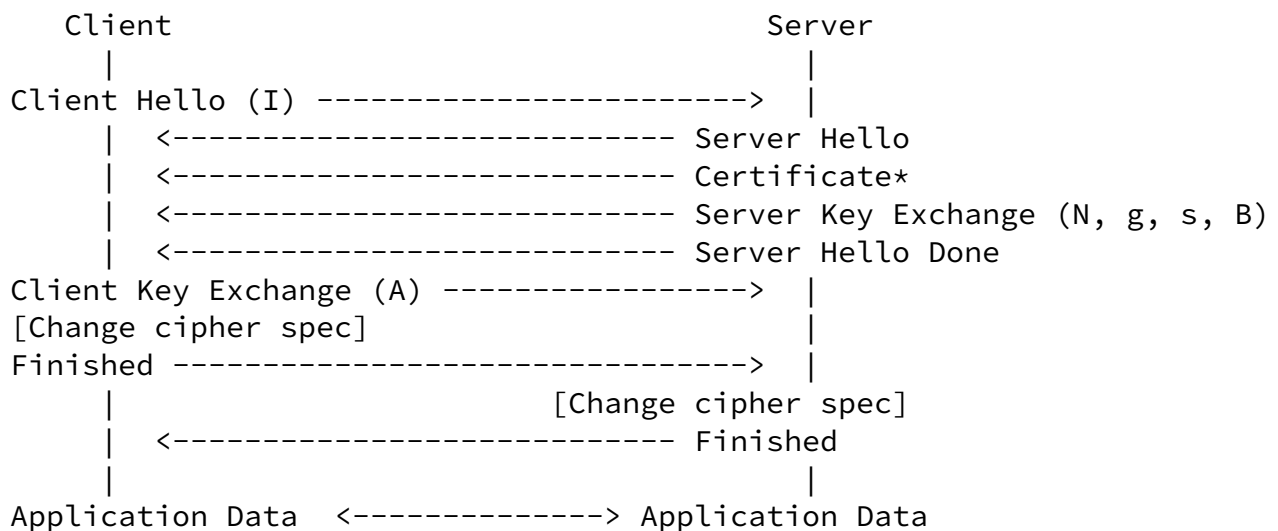 Client Server
| |
Client Hello (I) ------------------------> |
| <---------------------------- Server Hello
| <---------------------------- Certificate*
| <---------------------------- Server Key Exchange (N, g, s, B)
| <---------------------------- Server Hello Done
Client Key Exchange (A) -----------------> |
[Change cipher spec] |
Finished --------------------------------> |
| [Change cipher spec]
| <---------------------------- Finished
| |
Application Data <--------------> Application Data